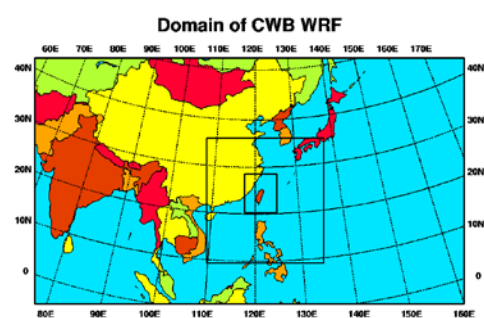 Domain of CWB WRF
60E 70E 80E 90E 100E 110E 120E 130E 140E 150E 160E 170E
40N 40N
30N 30N
20N 20N
10N 10N
0 0
80E 90E 100E 110E 120E 130E 140E 150E 160E